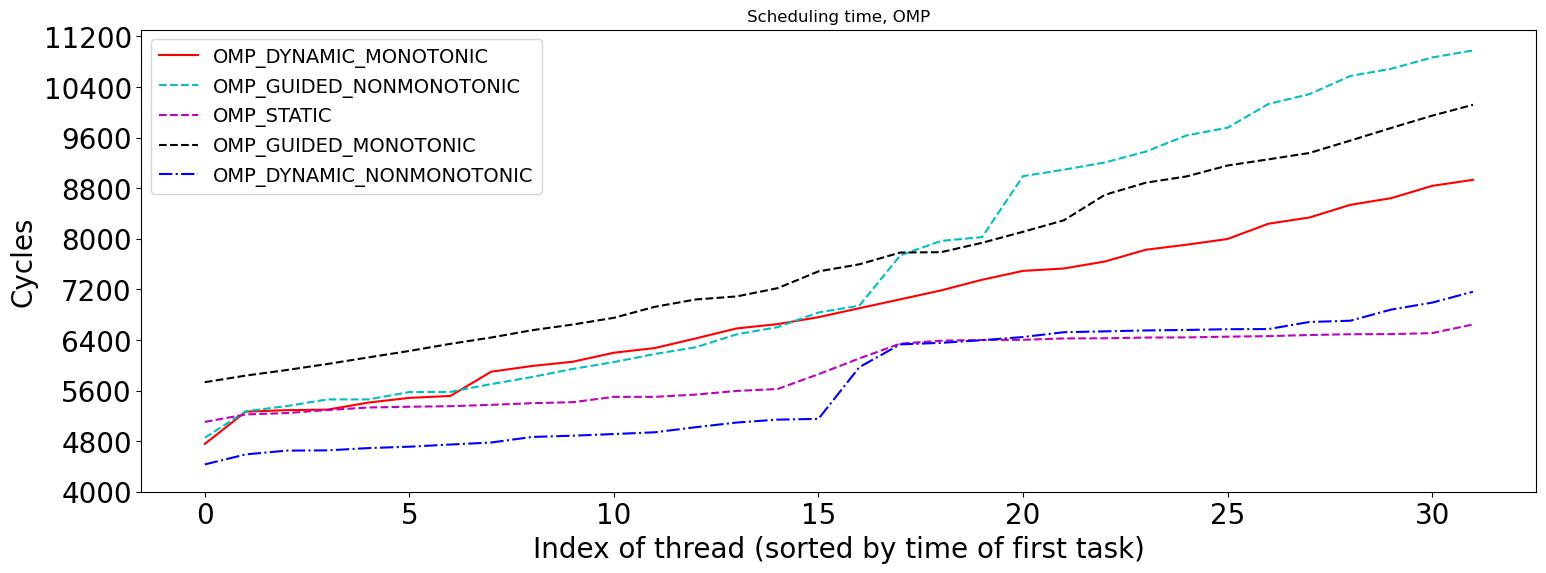 Scheduling time, OMP
11200
10400
9600
8800
8000
7200
6400
5600
4800
4000
Cycles
OMP_DYNAMIC_MONOTONIC
OMP_GUIDED_NONMONOTONIC
OMP_STATIC
OMP_GUIDED_MONOTONIC
OMP_DYNAMIC_NONMONOTONIC
0 5 10 15 20 25 30
Index of thread (sorted by time of first task)